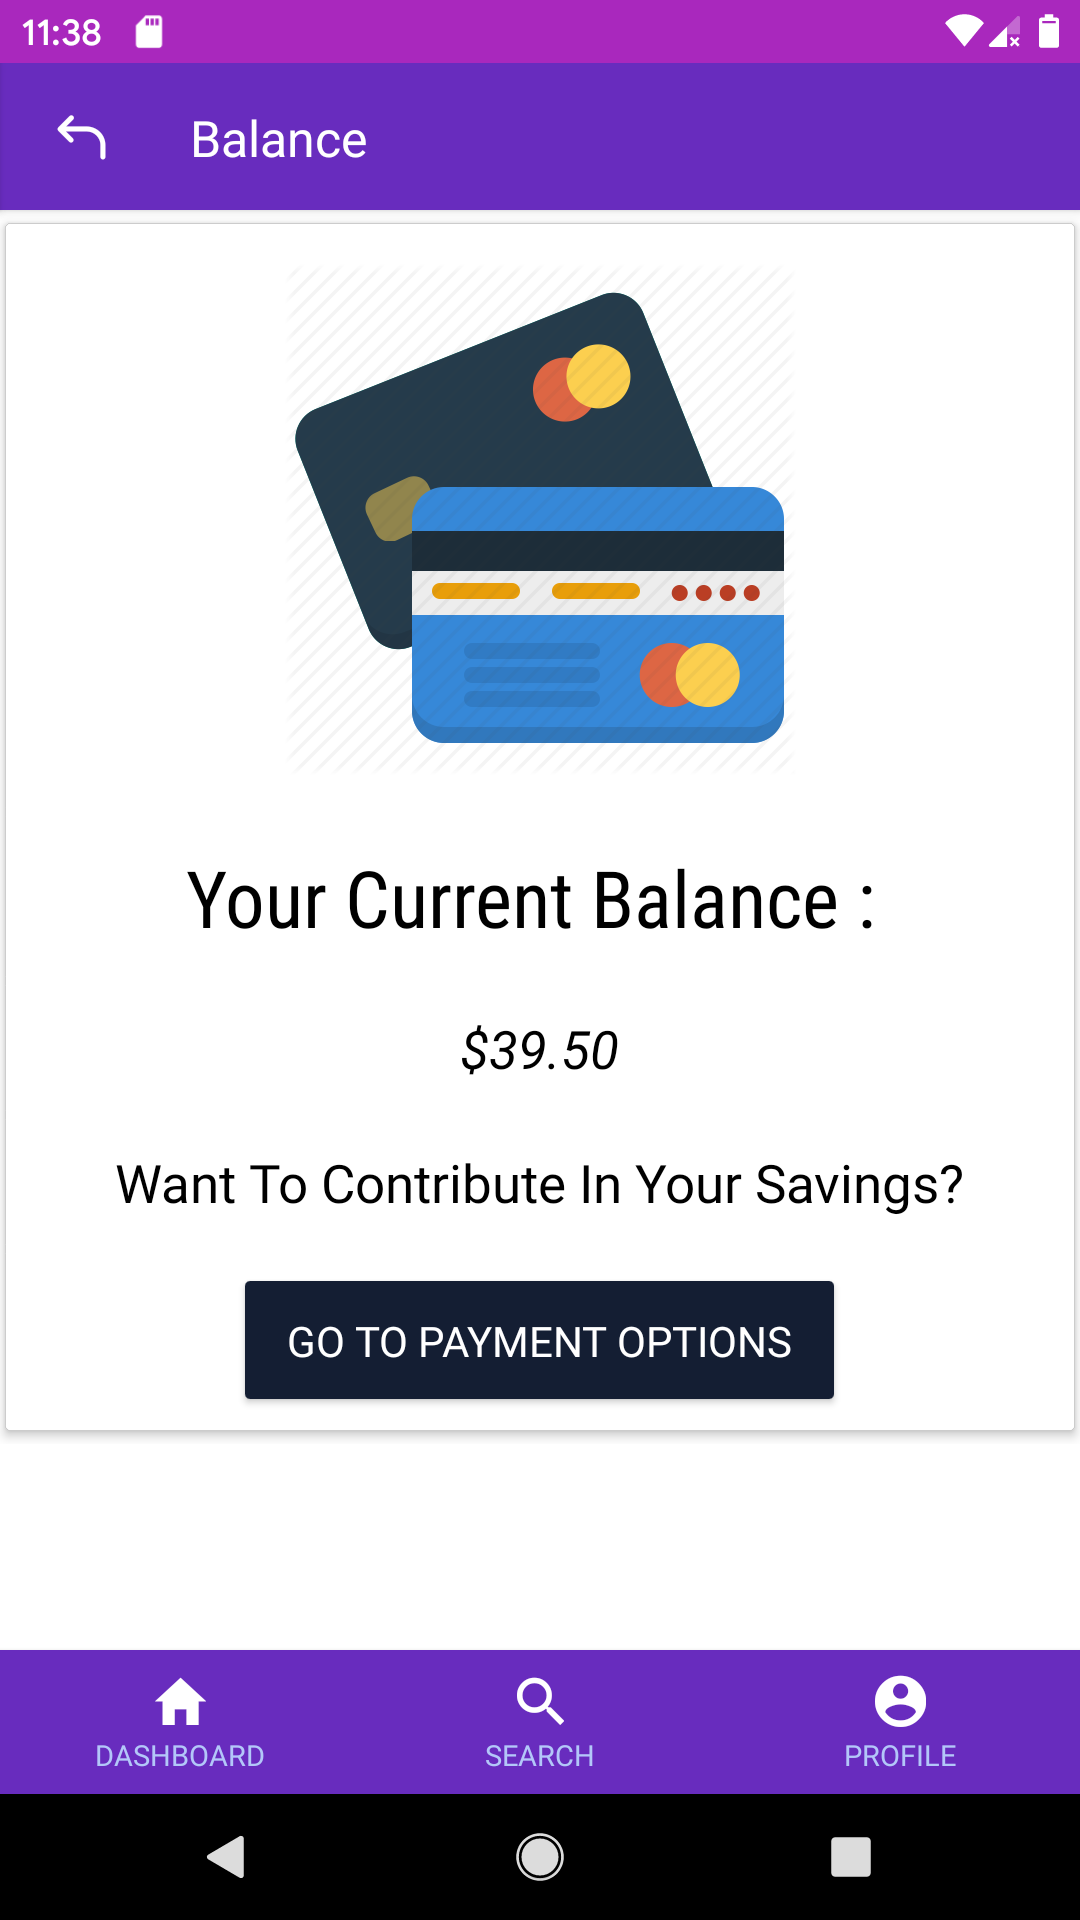 11:38
Balance
Your Current Balance :
$39.50
Want To Contribute In Your Savings?
GO TO PAYMENT OPTIONS
DASHBOARD SEARCH PROFILE